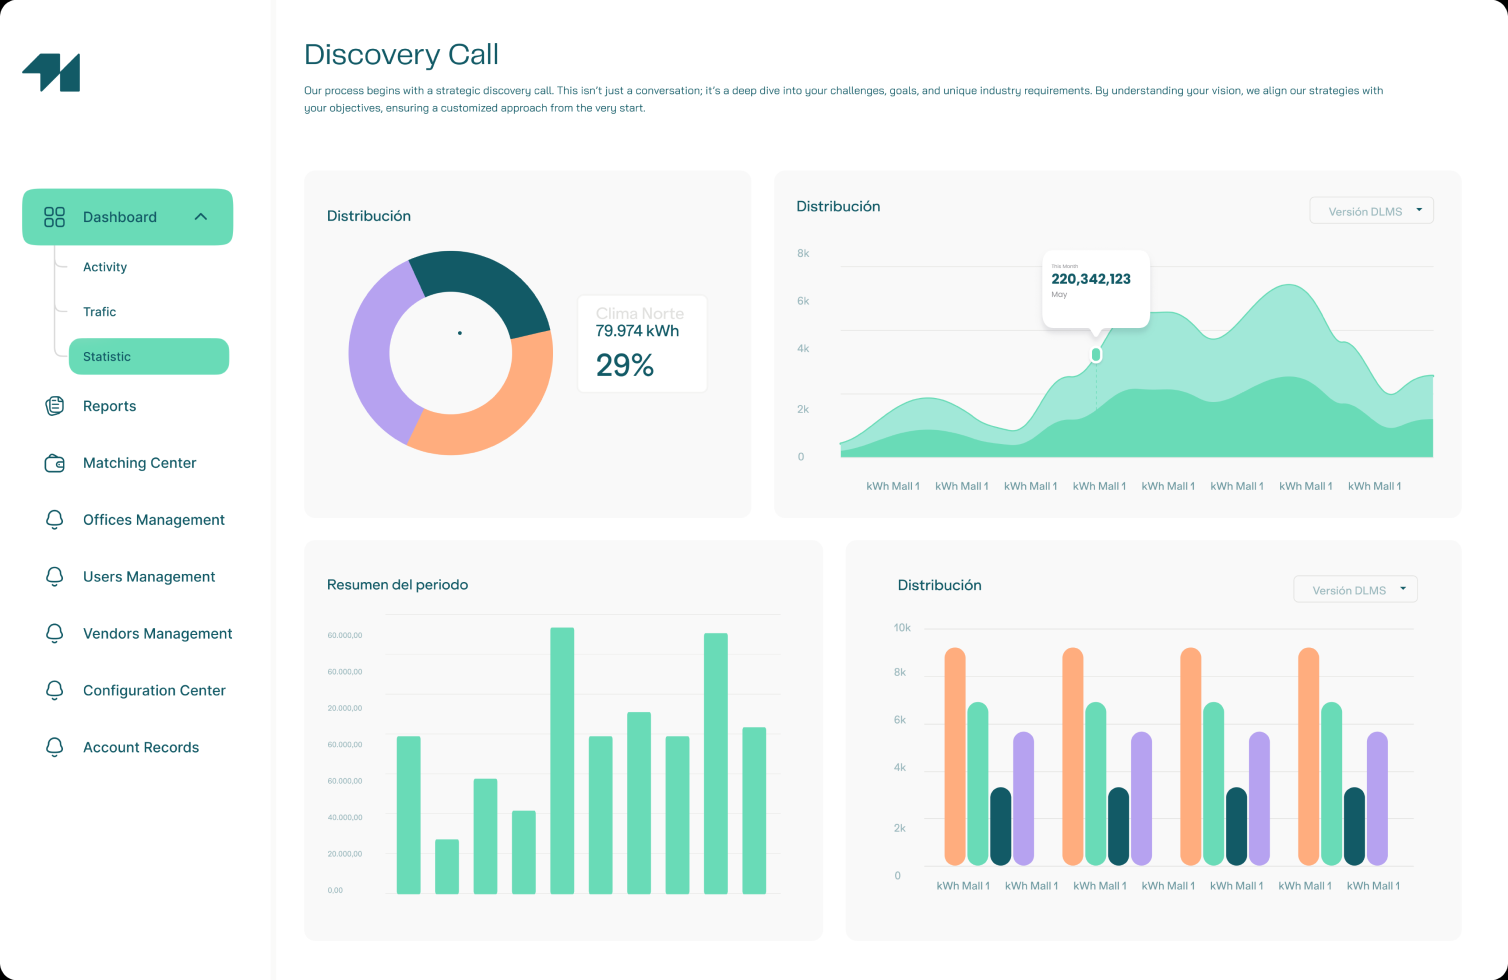 Discovery Call
Our process begins with a strategic discovery call. This isn't just a conversation; it's a deep dive into your challenges, goals, and unique industry requirements. By understanding your vision, we align our strategies with
your objectives, ensuring a customized approach from the very start.
Dashboard
Activity
Trafic
Statistic
Reports
Matching Center
Offices Management
Users Management
Vendors Management
Configuration Center
Account Records
Distribución
Clima Norte
79.974 kWh
29%
Distribución
Versión DLMS
8k
6k
4k
2k
0
This Month
220,342,123
May
kWh Mall 1 kWh Mall 1 kWh Mall 1 kWh Mall 1 kWh Mall 1 kWh Mall 1 kWh Mall 1 kWh Mall 1
Resumen del periodo
60.000,00
60.000,00
20.000,00
60.000,00
60.000,00
40.000,00
20.000,00
0,00
Distribución
Versión DLMS
10k
8k
6k
4k
2k
0
kWh Mall 1 kWh Mall 1 kWh Mall 1 kWh Mall 1 kWh Mall 1 kWh Mall 1 kWh Mall 1